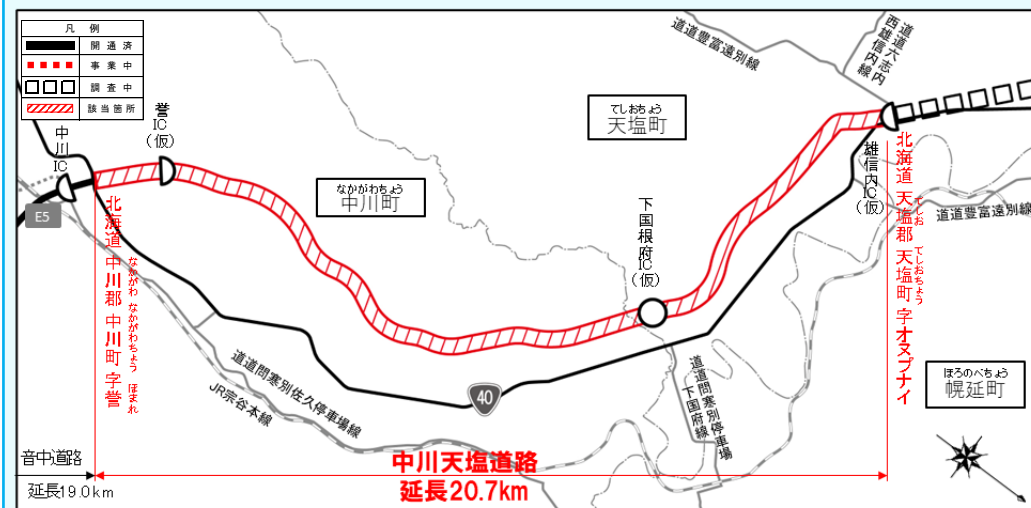 凡 例
開通済
事業中
調査中
該当箇所
道道豊富遠別線
道道六志内
西雄信内線
てしおちょう
天塩町
なかがわちょう
中川町
中川IC
誉IC(仮)
E5
下国根府IC(仮)
雄信内IC(仮)
道道豊富遠別線
北海道 中川郡 中川町 字誉
なかがわ なかがわちょう ほまれ
北海道 天塩郡 天塩町 字オヌプナイ
てしお てしおちょう
ほろのべちょう
幌延町
道道問寒別佐久停車場線
JR宗谷本線
40
道道問寒別停車場
下国府線
音中道路
延長19.0km
中川天塩道路
延長20.7km